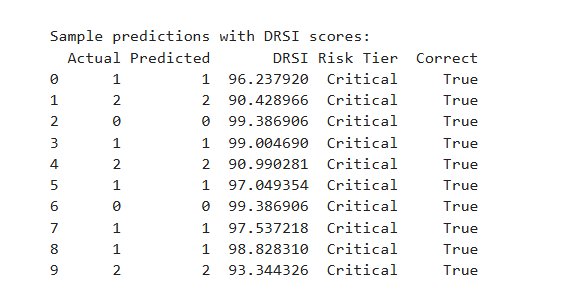 Sample predictions with DRSI scores:
Actual Predicted DRSI Risk Tier Correct
0 1 1 96.237920 Critical True
1 2 2 90.428966 Critical True
2 0 0 99.386906 Critical True
3 1 1 99.004690 Critical True
4 2 2 90.990281 Critical True
5 1 1 97.049354 Critical True
6 0 0 99.386906 Critical True
7 1 1 97.537218 Critical True
8 1 1 98.828310 Critical True
9 2 2 93.344326 Critical True